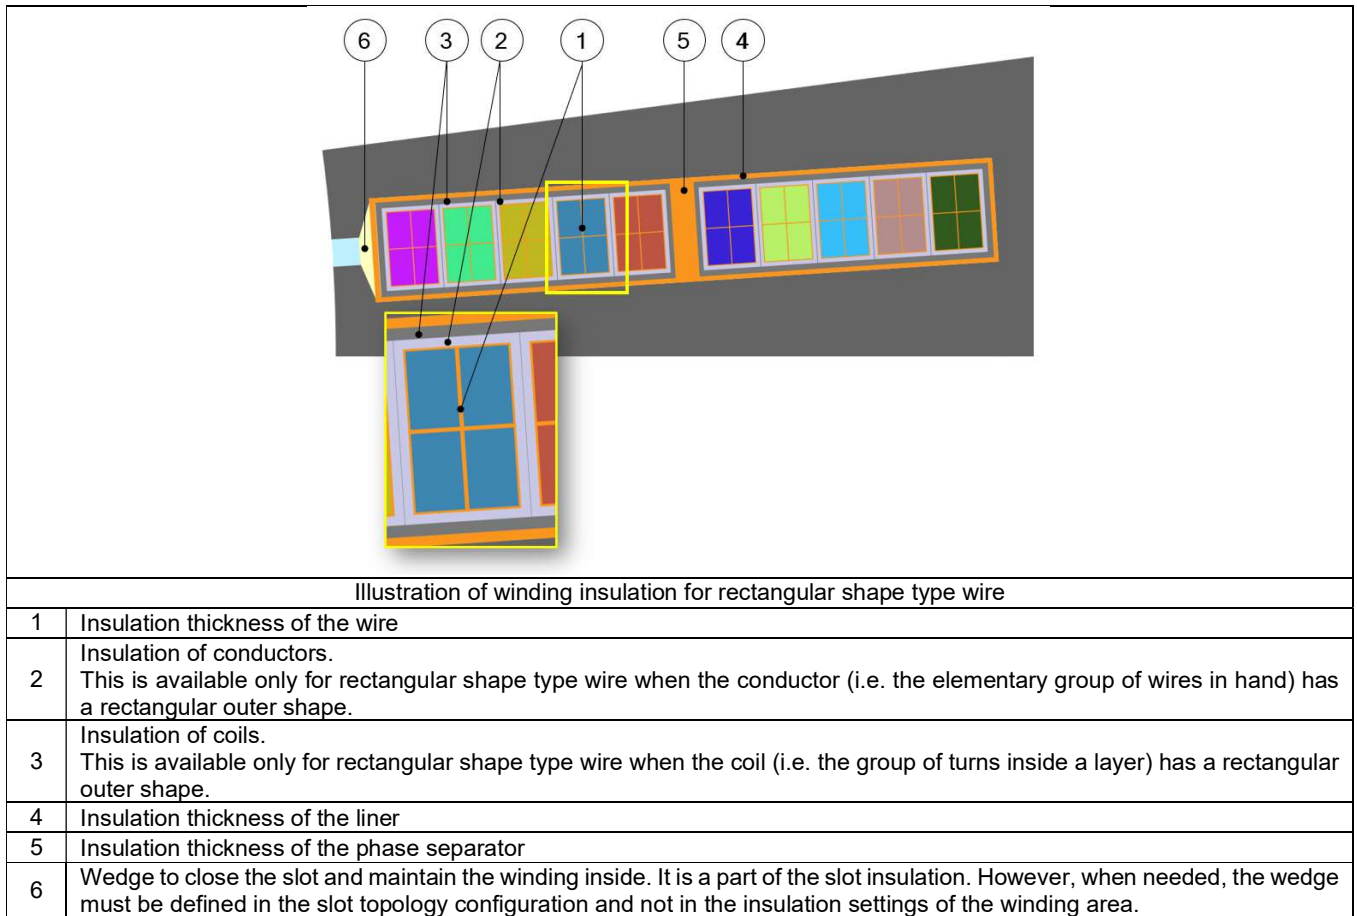 6 3 2 1 5 4
Illustration of winding insulation for rectangular shape type wire
1 Insulation thickness of the wire
Insulation of conductors.
2 This is available only for rectangular shape type wire when the conductor (i.e. the elementary group of wires in hand) has
a rectangular outer shape.
Insulation of coils.
3 This is available only for rectangular shape type wire when the coil (i.e. the group of turns inside a layer) has a rectangular
outer shape.
4 Insulation thickness of the liner
5 Insulation thickness of the phase separator
6 Wedge to close the slot and maintain the winding inside. It is a part of the slot insulation. However, when needed, the wedge
must be defined in the slot topology configuration and not in the insulation settings of the winding area.